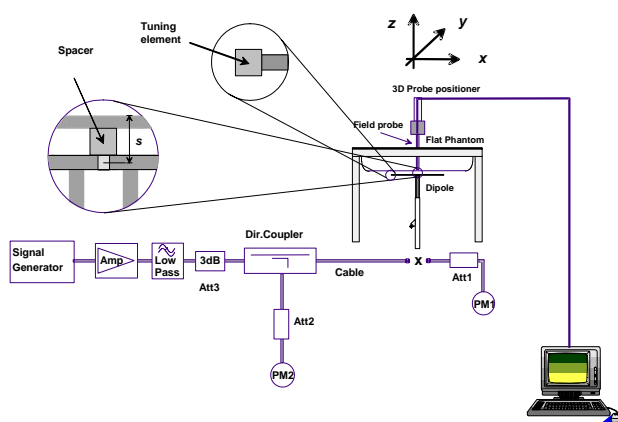 Tuning
element
Spacer
z
y
x
3D Probe positioner
Field probe
Flat Phantom
s
Dipole
Dir.Coupler
Signal
Generator
Amp
Low
Pass
3dB
Att3
Cable
x
Att1
PM1
Att2
PM2